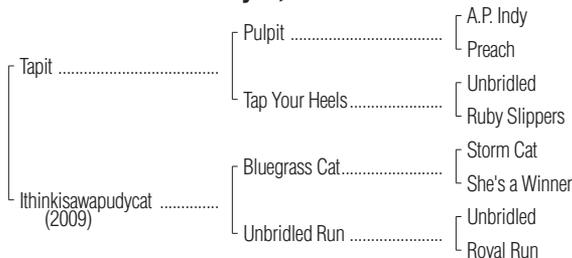 A.P. Indy
Pulpit ..........................................
Preach
Tapit .............................................
Unbridled
Tap Your Heels .........................
Ruby Slippers
Storm Cat
Bluegrass Cat...........................
She's a Winner
Ithinkisawapudycat ................
(2009)
Unbridled
Unbridled Run .........................
Royal Run